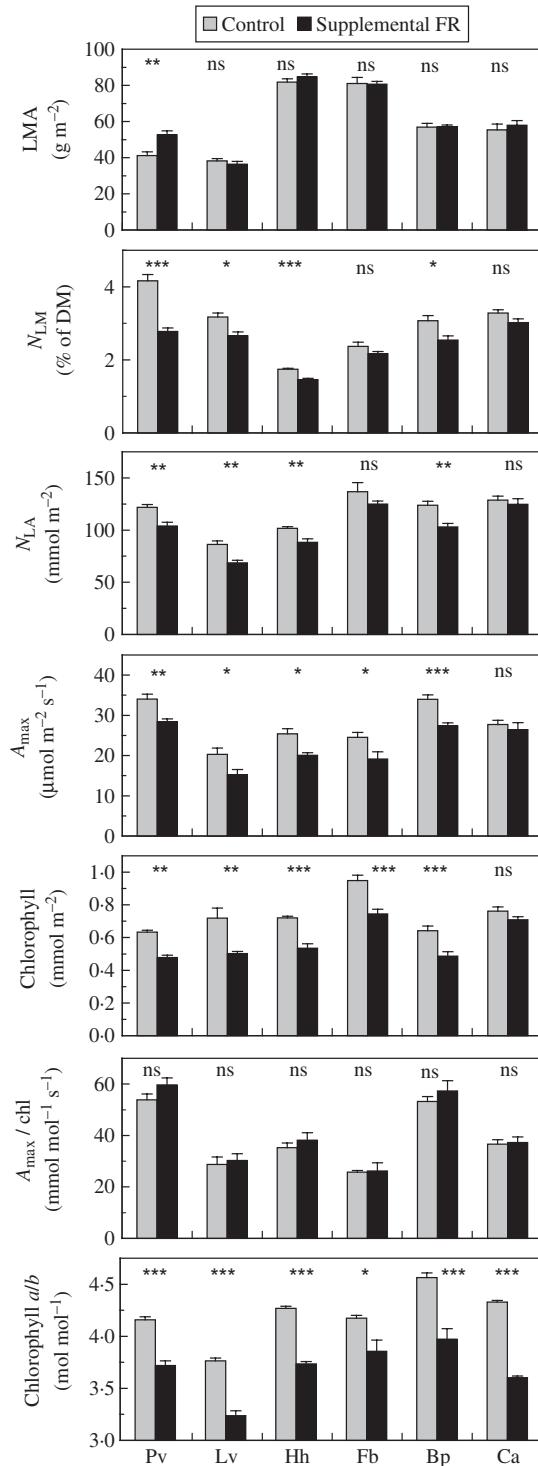 Control Supplemental FR
LMA
(g m⁻²)
100
80
60
40
20
0
** ns ns ns ns ns
N_LM
(% of DM)
4
2
0
*** * *** ns * ns
N_LA
(mmol m⁻²)
150
125
100
75
50
25
0
** ** ** ns ** ns
A_max
(µmol m⁻² s⁻¹)
40
30
20
10
0
** * * * *** ns
Chlorophyll
(mmol m⁻²)
1·0
0·8
0·6
0·4
0·2
0·0
** ** *** *** *** ns
A_max / chl
(mmol mol⁻¹ s⁻¹)
60
40
20
0
ns ns ns ns ns ns
Chlorophyll a/b
(mol mol⁻¹)
4·5
4·0
3·5
3·0
*** *** *** * *** ***
Pv Lv Hh Fb Bp Ca